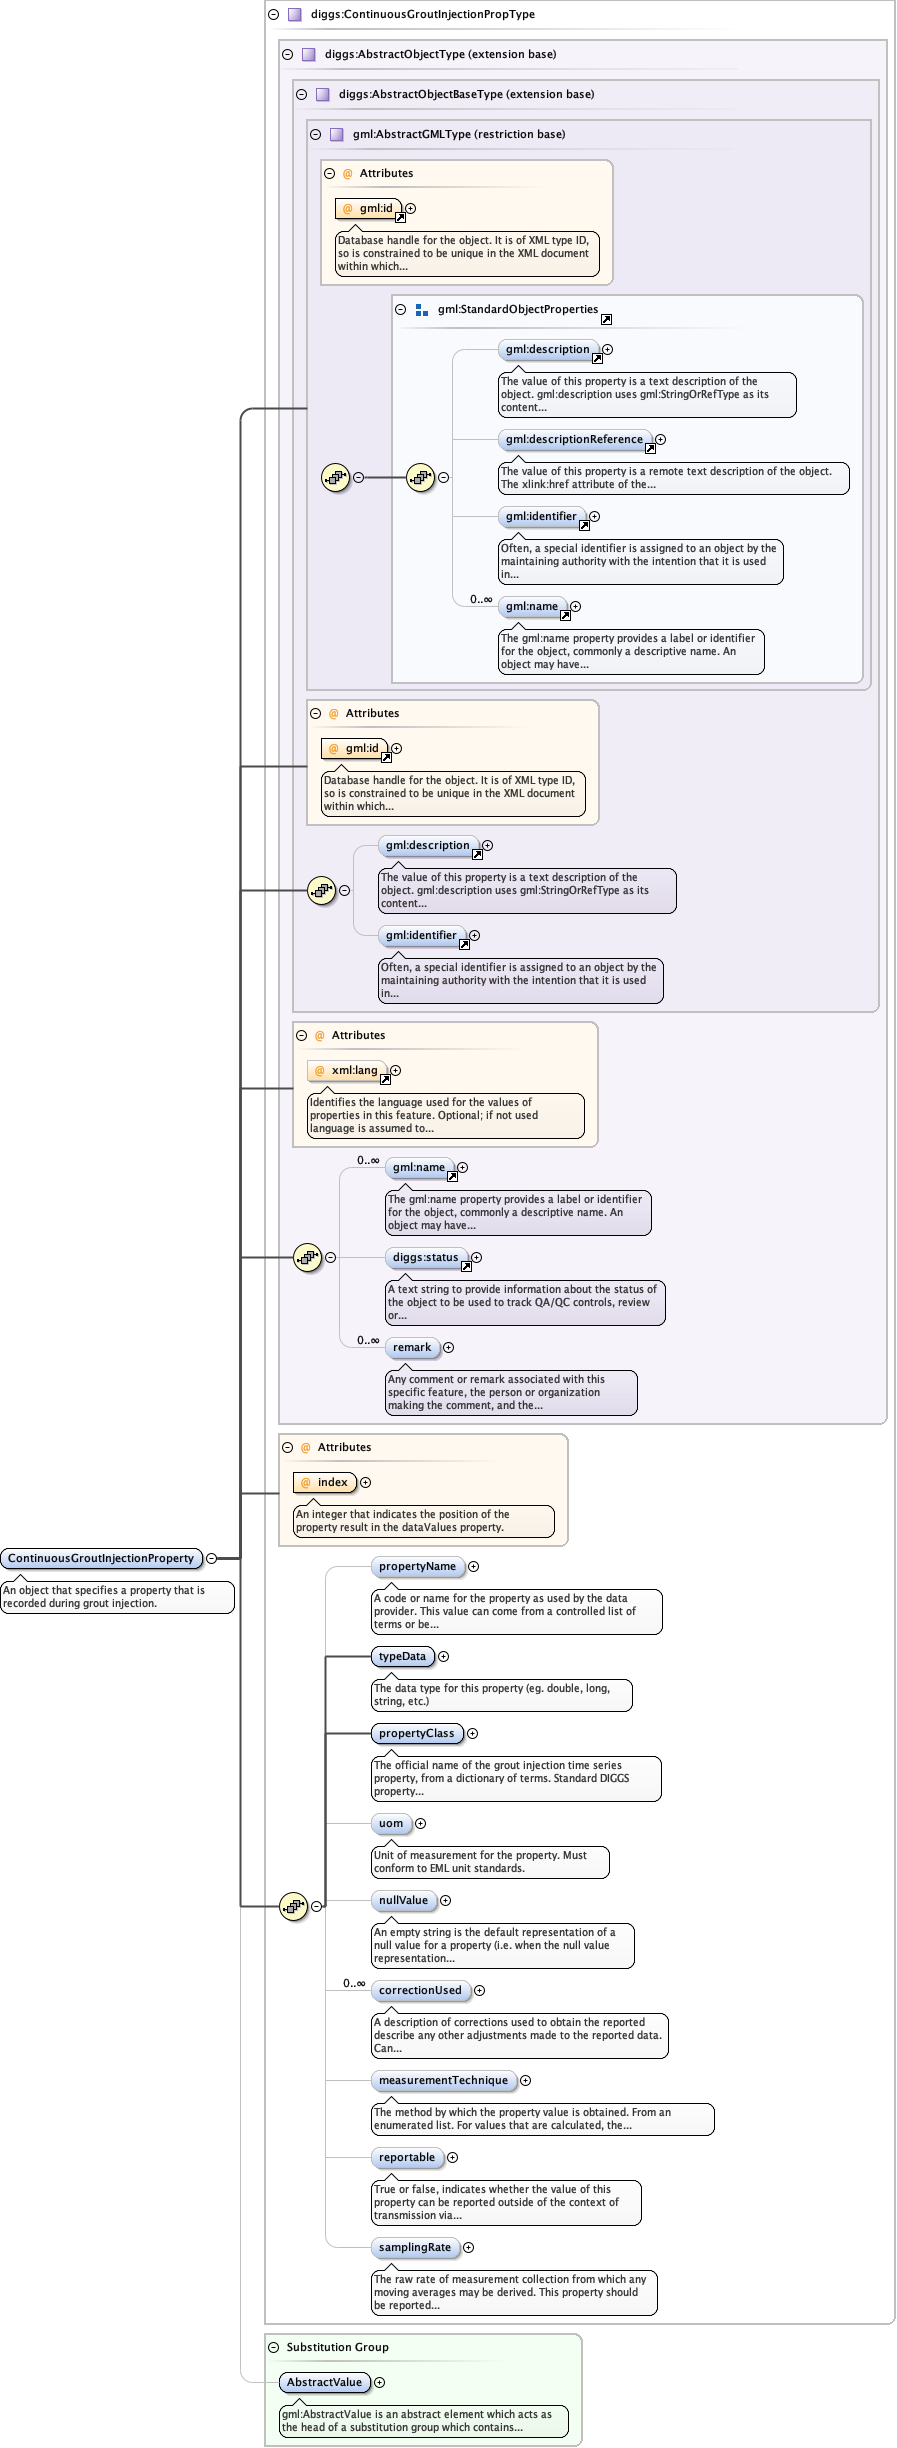 diggs:ContinuousGroutInjectionPropType
diggs:AbstractObjectType (extension base)
diggs:AbstractObjectBaseType (extension base)
gml:AbstractGMLType (restriction base)
@ Attributes
@ gml:id
Database handle for the object. It is of XML type ID,
so is constrained to be unique in the XML document
within which...
gml:StandardObjectProperties
gml:description
The value of this property is a text description of the
object. gml:description uses gml:StringOrRefType as its
content...
gml:descriptionReference
The value of this property is a remote text description of the object.
The xlink:href attribute of the...
gml:identifier
Often, a special identifier is assigned to an object by the
maintaining authority with the intention that it is used
in...
0..∞
gml:name
The gml:name property provides a label or identifier
for the object, commonly a descriptive name. An
object may have...
@ Attributes
@ gml:id
Database handle for the object. It is of XML type ID,
so is constrained to be unique in the XML document
within which...
gml:description
The value of this property is a text description of the
object. gml:description uses gml:StringOrRefType as its
content...
gml:identifier
Often, a special identifier is assigned to an object by the
maintaining authority with the intention that it is used
in...
@ Attributes
@ xml:lang
Identifies the language used for the values of
properties in this feature. Optional; if not used
language is assumed to...
0..∞
gml:name
The gml:name property provides a label or identifier
for the object, commonly a descriptive name. An
object may have...
diggs:status
A text string to provide information about the status of
the object to be used to track QA/QC controls, review
or...
0..∞
remark
Any comment or remark associated with this
specific feature, the person or organization
making the comment, and the...
@ Attributes
@ index
An integer that indicates the position of the
property result in the dataValues property.
ContinuousGroutInjectionProperty
An object that specifies a property that is
recorded during grout injection.
propertyName
A code or name for the property as used by the data
provider. This value can come from a controlled list of
terms or be...
typeData
The data type for this property (eg. double, long,
string, etc.)
propertyClass
The official name of the grout injection time series
property, from a dictionary of terms. Standard DIGGS
property...
uom
Unit of measurement for the property. Must
conform to EML unit standards.
nullValue
An empty string is the default representation of a
null value for a property (i.e. when the null value
representation...
0..∞
correctionUsed
A description of corrections used to obtain the reported
describe any other adjustments made to the reported data.
Can...
measurementTechnique
The method by which the property value is obtained. From an
enumerated list. For values that are calculated, the...
reportable
True or false, indicates whether the value of this
property can be reported outside of the context of
transmission via...
samplingRate
The raw rate of measurement collection from which any
moving averages may be derived. This property should
be reported...
Substitution Group
AbstractValue
gml:AbstractValue is an abstract element which acts as
the head of a substitution group which contains...